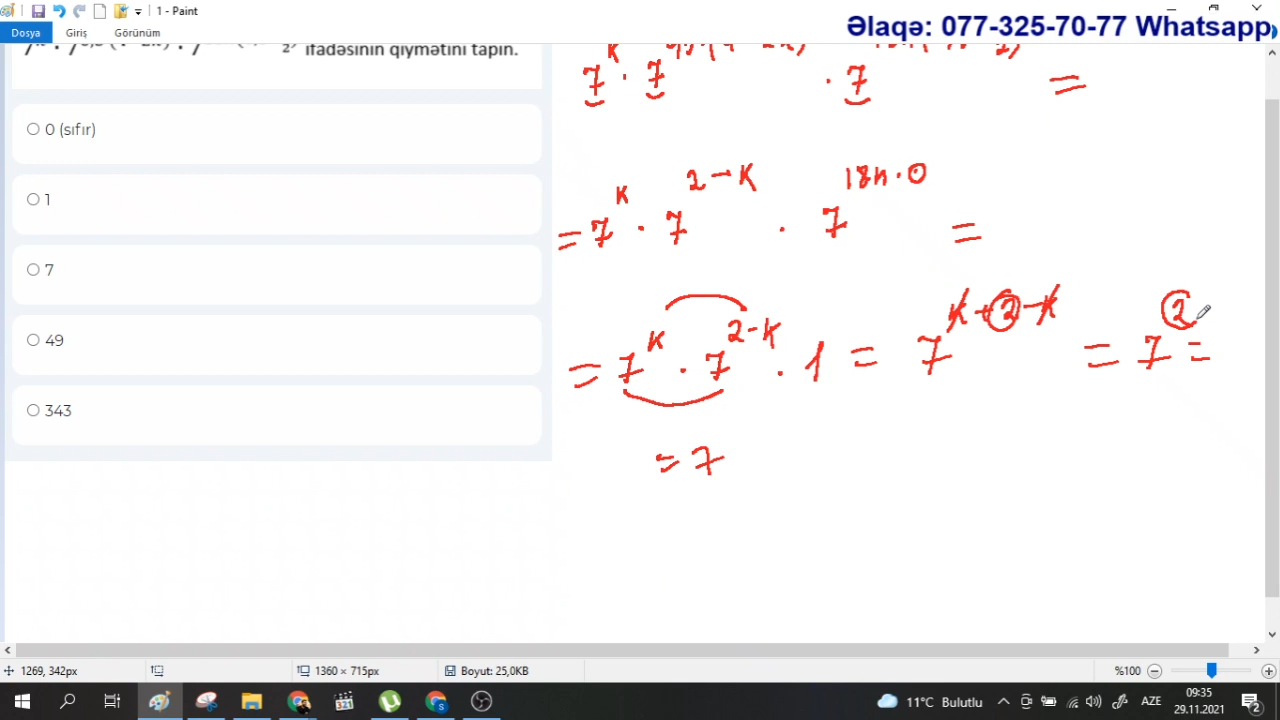 1 - Paint
Əlaqə: 077-325-70-77 Whatsapp
Dosya Giriş Görünüm
ifadəsinin qiymətini tapın.
7 · 7 · 7 =
0 (sıfır)
1
7
49
343
= 7^k · 7^{2-k} · 7^{18k·0} =
= 7^k · 7^{2-k} · 1 = 7^{k+2-k} = 7^2 =
= 7
1269, 342px 1360 × 715px Boyut: 25,0KB %100
11°C Bulutlu AZE 09:35
29.11.2021 2